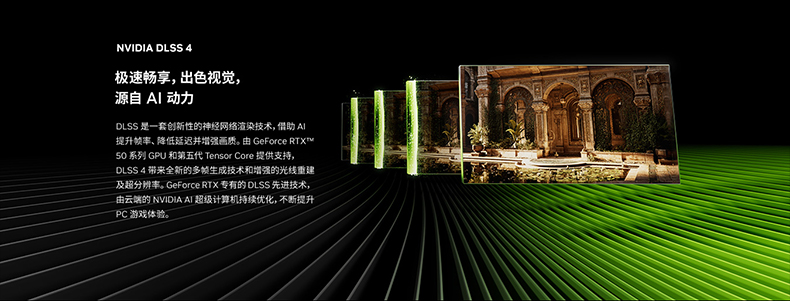 NVIDIA DLSS 4
极速畅享，出色视觉，
源自 AI 动力
DLSS 是一套创新性的神经网络渲染技术，借助 AI
提升帧率、降低延迟并增强画质。由 GeForce RTX™
50 系列 GPU 和第五代 Tensor Core 提供支持，
DLSS 4 带来全新的多帧生成技术和增强的光线重建
及超分辨率。GeForce RTX 专有的 DLSS 先进技术，
由云端的 NVIDIA AI 超级计算机持续优化，不断提升
PC 游戏体验。